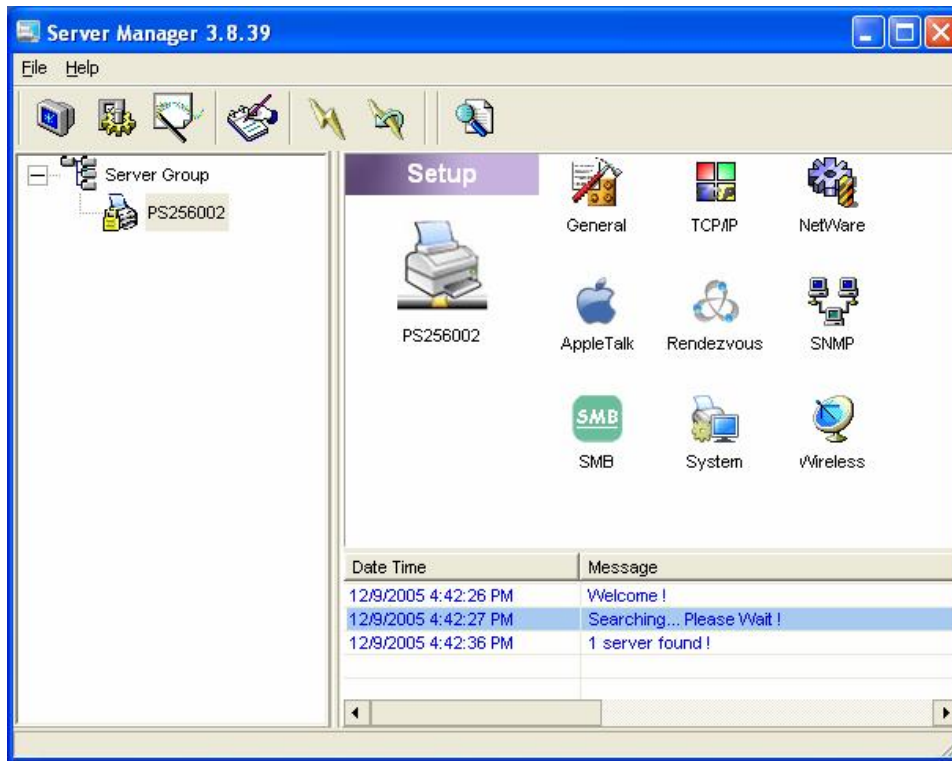 Server Manager 3.8.39
File Help
Server Group
PS256002
Setup
PS256002
General TCP/IP NetWare
AppleTalk Rendezvous SNMP
SMB
SMB System Wireless
Date Time Message
12/9/2005 4:42:26 PM Welcome !
12/9/2005 4:42:27 PM Searching... Please Wait !
12/9/2005 4:42:36 PM 1 server found !